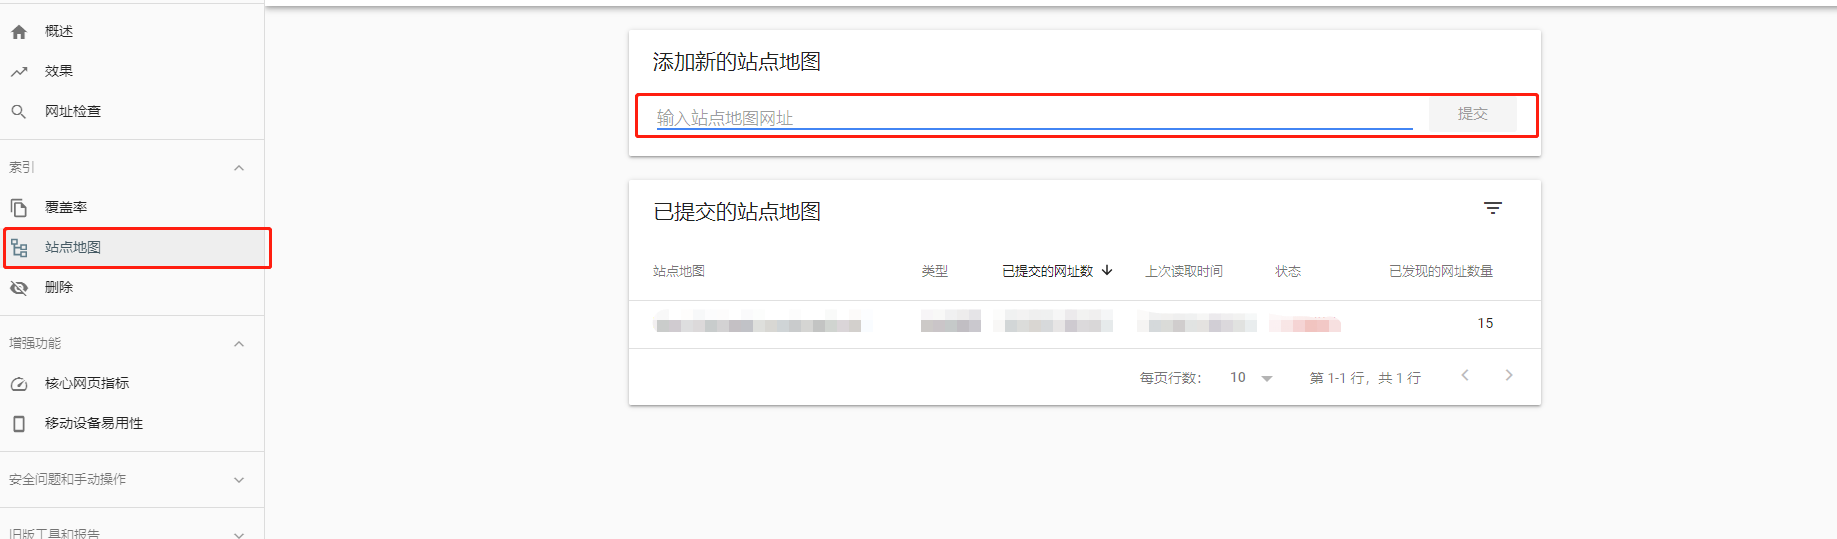 概述
效果
网址检查
索引
覆盖率
站点地图
删除
增强功能
核心网页指标
移动设备易用性
安全问题和手动操作
旧版工具和报告
添加新的站点地图
输入站点地图网址
提交
已提交的站点地图
站点地图 类型 已提交的网址数 上次读取时间 状态 已发现的网址数量
15
每页行数： 10 第 1-1 行，共 1 行